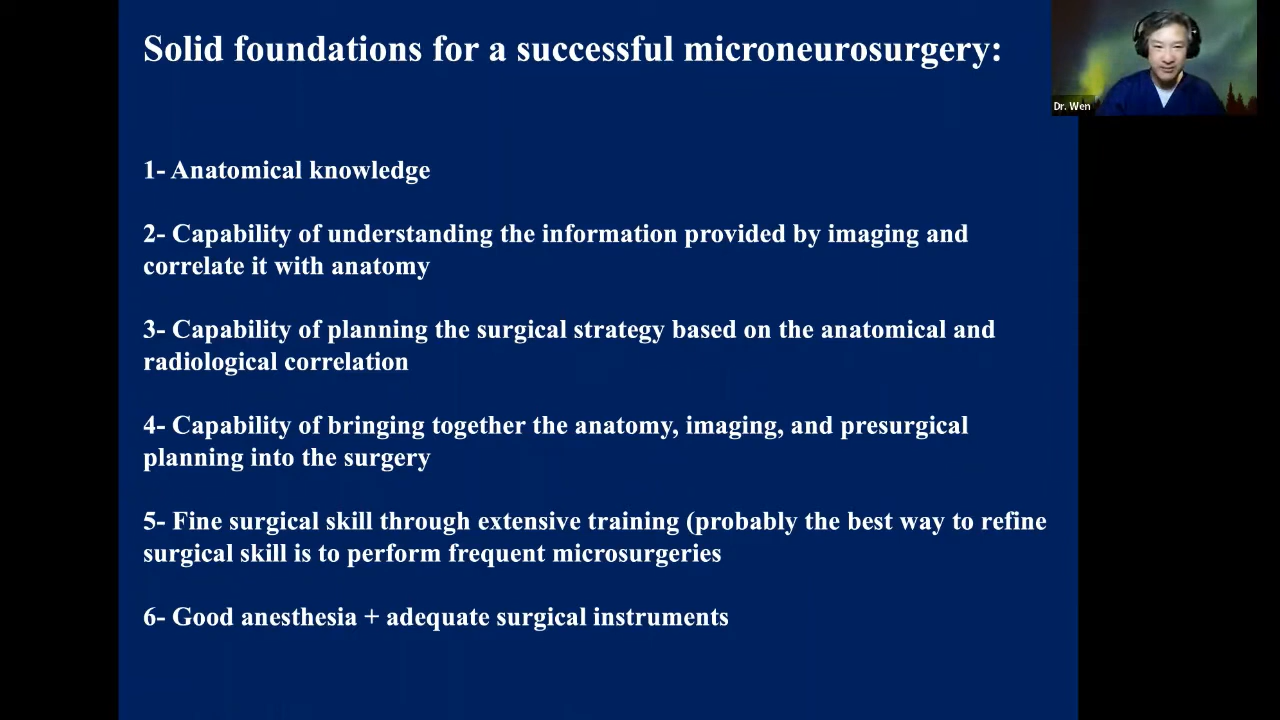 Solid foundations for a successful microneurosurgery:
Dr. Wen
1- Anatomical knowledge
2- Capability of understanding the information provided by imaging and
correlate it with anatomy
3- Capability of planning the surgical strategy based on the anatomical and
radiological correlation
4- Capability of bringing together the anatomy, imaging, and presurgical
planning into the surgery
5- Fine surgical skill through extensive training (probably the best way to refine
surgical skill is to perform frequent microsurgeries
6- Good anesthesia + adequate surgical instruments